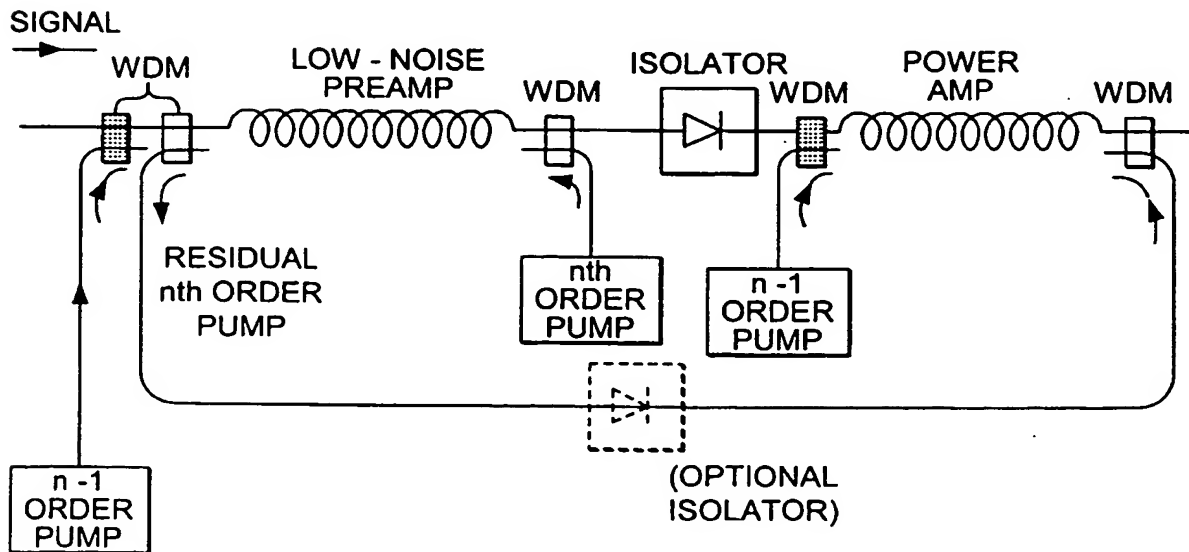 SIGNAL
WDM
LOW - NOISE
PREAMP
WDM
ISOLATOR
WDM
POWER
AMP
WDM
RESIDUAL
nth ORDER
PUMP
nth
ORDER
PUMP
n -1
ORDER
PUMP
n -1
ORDER
PUMP
(OPTIONAL
ISOLATOR)